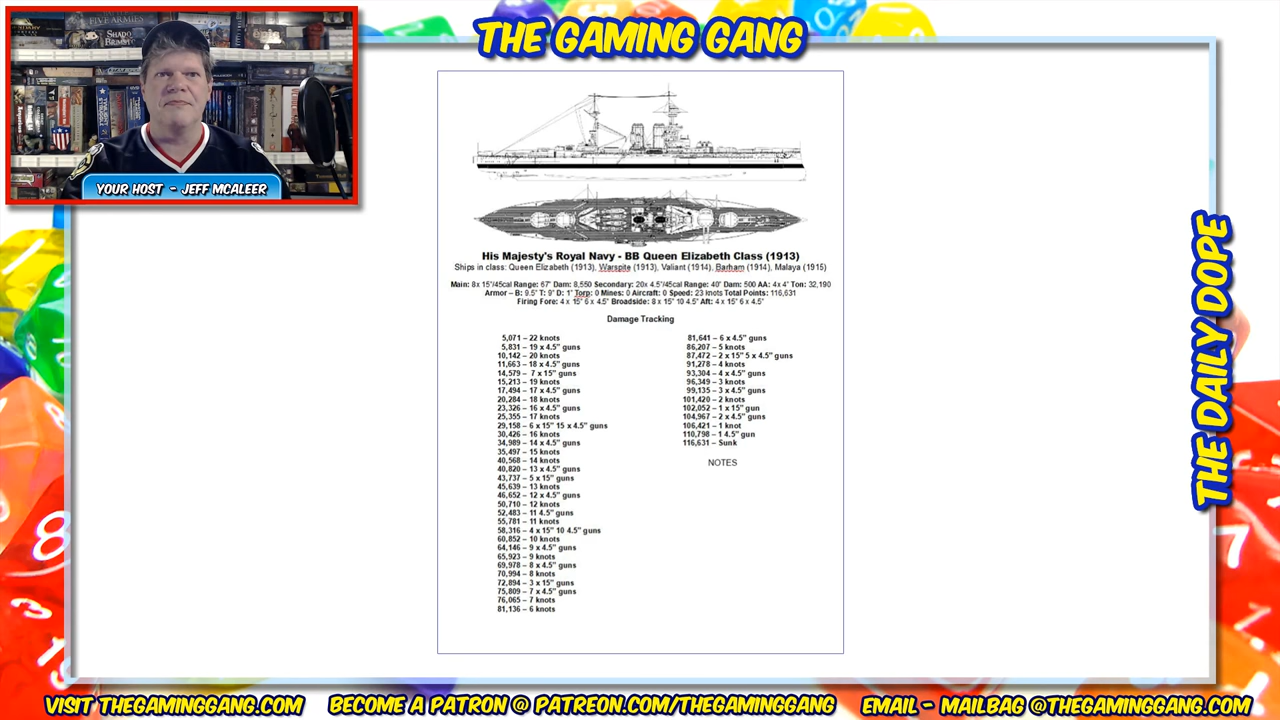 THE GAMING GANG
FIVE ARMIES
SHADO
YOUR HOST - JEFF MCALEER
THE DAILY DOPE
His Majesty's Royal Navy - BB Queen Elizabeth Class (1913)
Ships in class: Queen Elizabeth (1913), Warspite (1913), Valiant (1914), Barham (1914), Malaya (1915)
Main: 8x 15"/45cal Range: 67" Dam: 8,550 Secondary: 20x 4.5"/45cal Range: 40" Dam: 500 AA: 4x 4" Ton: 32,190
Armor – B: 9.5" T: 9" D: 1" Torp: 0 Mines: 0 Aircraft: 0 Speed: 23 knots Total Points: 116,631
Firing Fore: 4 x 15" 6 x 4.5" Broadside: 8 x 15" 10 4.5" Aft: 4 x 15" 6 x 4.5"
Damage Tracking
5,071 – 22 knots
5,831 – 19 x 4.5" guns
10,142 – 20 knots
11,663 – 18 x 4.5" guns
14,579 – 7 x 15" guns
15,213 – 19 knots
17,494 – 17 x 4.5" guns
20,284 – 18 knots
23,326 – 16 x 4.5" guns
25,355 – 17 knots
29,158 – 6 x 15" 15 x 4.5" guns
30,426 – 16 knots
34,989 – 14 x 4.5" guns
35,497 – 15 knots
40,568 – 14 knots
40,820 – 13 x 4.5" guns
43,737 – 5 x 15" guns
45,639 – 13 knots
46,652 – 12 x 4.5" guns
50,710 – 12 knots
52,483 – 11 4.5" guns
55,781 – 11 knots
58,316 – 4 x 15" 10 4.5" guns
60,852 – 10 knots
64,146 – 9 x 4.5" guns
65,923 – 9 knots
69,978 – 8 x 4.5" guns
70,994 – 8 knots
72,894 – 3 x 15" guns
75,809 – 7 x 4.5" guns
76,065 – 7 knots
81,136 – 6 knots
81,641 – 6 x 4.5" guns
86,207 – 5 knots
87,472 – 2 x 15" 5 x 4.5" guns
91,278 – 4 knots
93,304 – 4 x 4.5" guns
96,349 – 3 knots
99,135 – 3 x 4.5" guns
101,420 – 2 knots
102,052 – 1 x 15" gun
104,967 – 2 x 4.5" guns
106,421 – 1 knot
110,798 – 1 4.5" gun
116,631 – Sunk
NOTES
VISIT THEGAMINGGANG.COM
BECOME A PATRON @ PATREON.COM/THEGAMINGGANG
EMAIL - MAILBAG @THEGAMINGGANG.COM